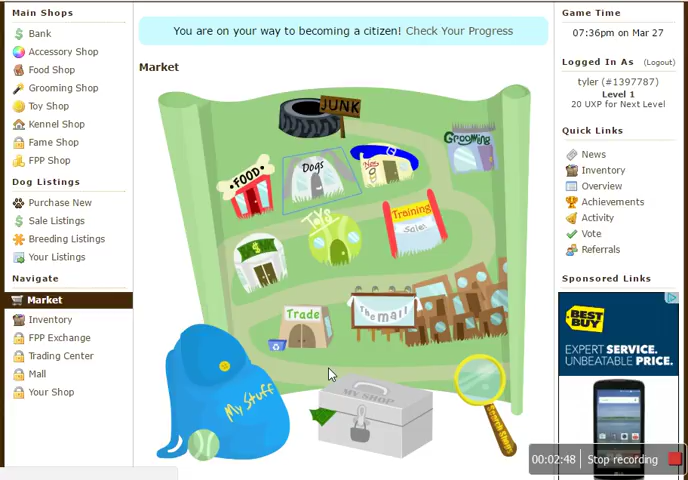 Main Shops
Bank
Accessory Shop
Food Shop
Grooming Shop
Toy Shop
Kennel Shop
Fame Shop
FPP Shop
Dog Listings
Purchase New
Sale Listings
Breeding Listings
Your Listings
Navigate
Market
Inventory
FPP Exchange
Trading Center
Mall
Your Shop
You are on your way to becoming a citizen! Check Your Progress
Market
JUNK
Grooming
FOOD
Dogs
Toys
Training
Sale!
$
Trade
The mall
My Stuff
MY SHOP
Search Shops
Game Time
07:36pm on Mar 27
Logged In As (Logout)
tyler (#1397787)
Level 1
20 UXP for Next Level
Quick Links
News
Inventory
Overview
Achievements
Activity
Vote
Referrals
Sponsored Links
BEST
BUY
EXPERT SERVICE.
UNBEATABLE PRICE.
00:02:48 Stop recording